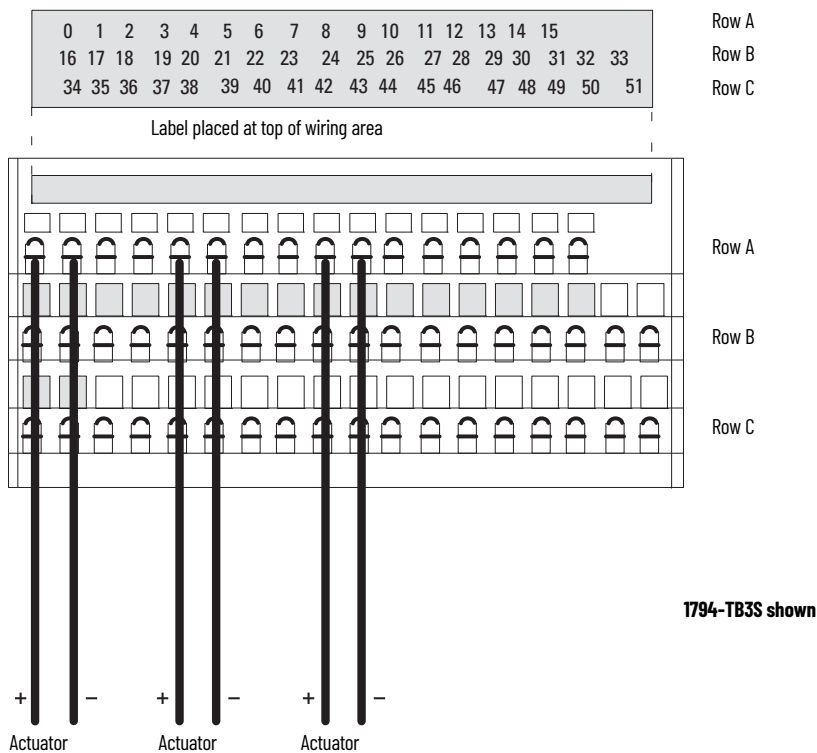 0 1 2 3 4 5 6 7 8 9 10 11 12 13 14 15 Row A
16 17 18 19 20 21 22 23 24 25 26 27 28 29 30 31 32 33 Row B
34 35 36 37 38 39 40 41 42 43 44 45 46 47 48 49 50 51 Row C
Label placed at top of wiring area
Row A
Row B
Row C
1794-TB3S shown
+ – + – + –
Actuator Actuator Actuator